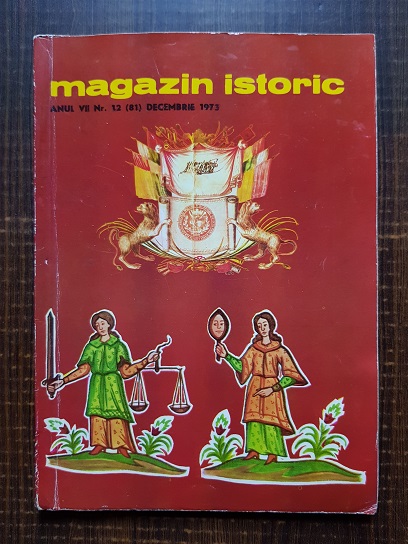 magazin istoric
ANUL VII Nr. 12 (81) DECEMBRIE 1973